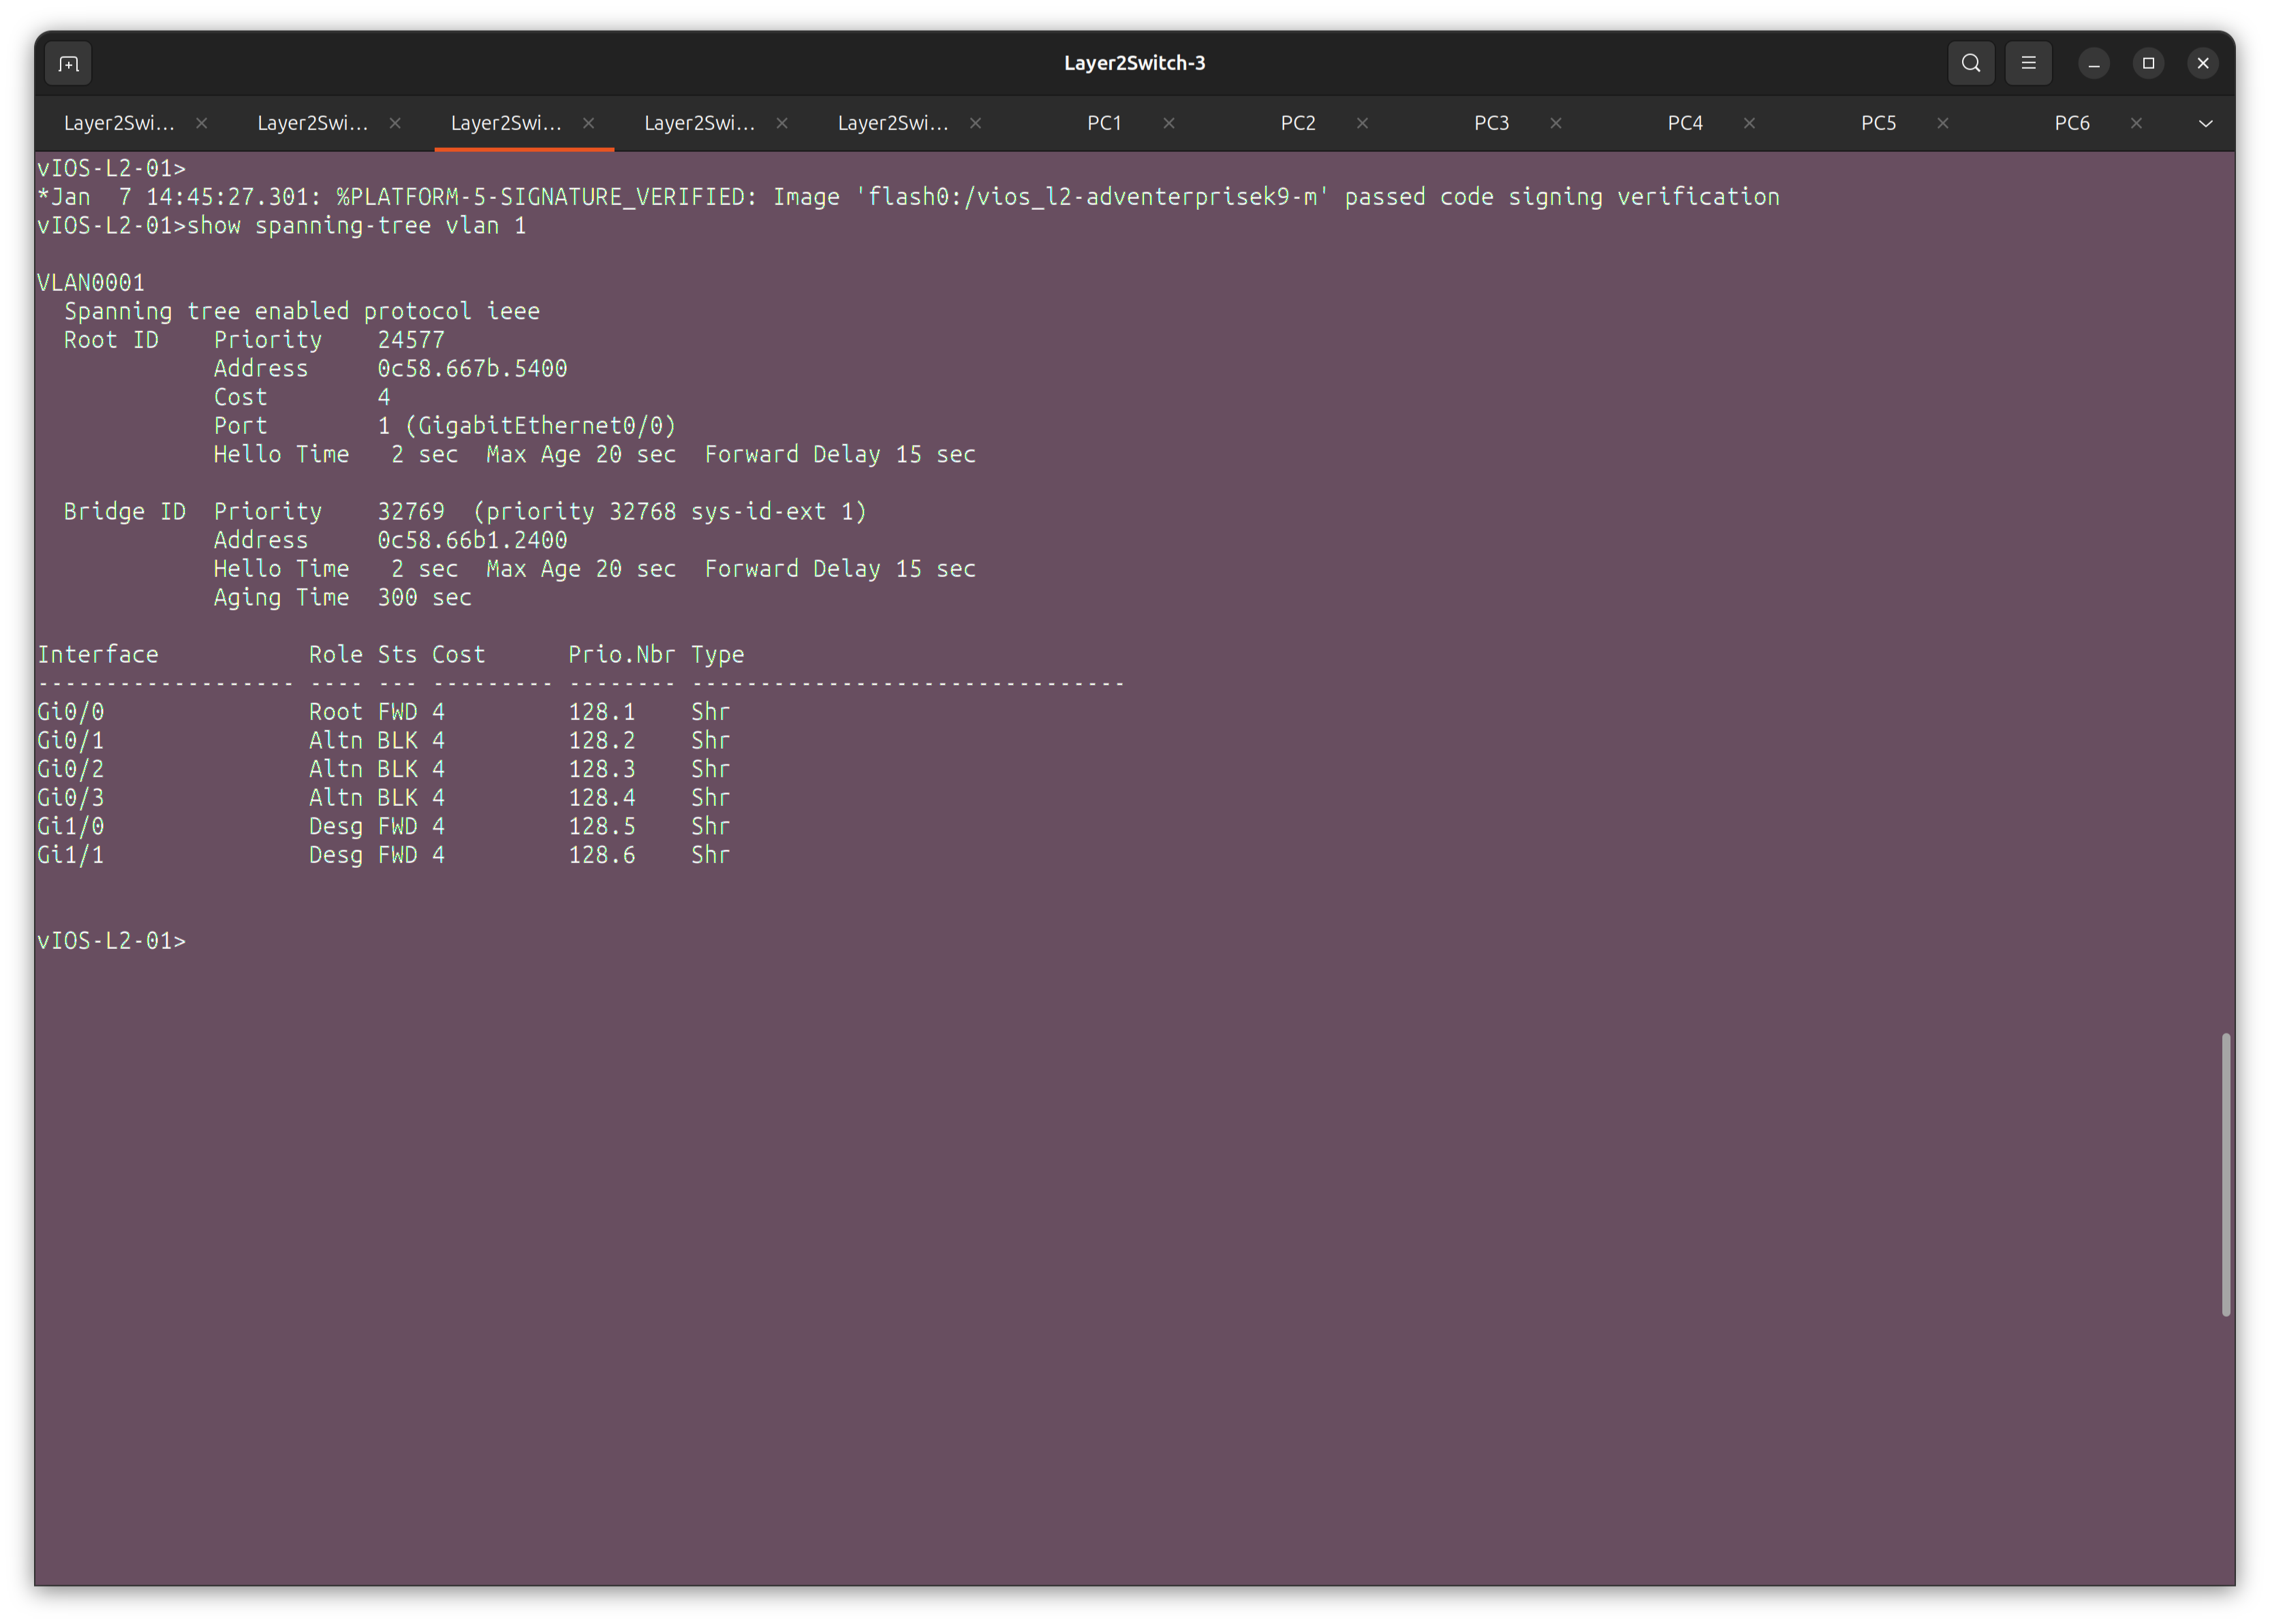 Layer2Switch-3
Layer2Swi... Layer2Swi... Layer2Swi... Layer2Swi... Layer2Swi... PC1 PC2 PC3 PC4 PC5 PC6
vIOS-L2-01>
*Jan  7 14:45:27.301: %PLATFORM-5-SIGNATURE_VERIFIED: Image 'flash0:/vios_l2-adventerprisek9-m' passed code signing verification
vIOS-L2-01>show spanning-tree vlan 1
VLAN0001
  Spanning tree enabled protocol ieee
  Root ID    Priority    24577
             Address     0c58.667b.5400
             Cost        4
             Port        1 (GigabitEthernet0/0)
             Hello Time   2 sec  Max Age 20 sec  Forward Delay 15 sec
  Bridge ID  Priority    32769  (priority 32768 sys-id-ext 1)
             Address     0c58.66b1.2400
             Hello Time   2 sec  Max Age 20 sec  Forward Delay 15 sec
             Aging Time  300 sec
Interface           Role Sts Cost      Prio.Nbr Type
------------------- ---- --- --------- -------- --------------------------------
Gi0/0               Root FWD 4         128.1    Shr
Gi0/1               Altn BLK 4         128.2    Shr
Gi0/2               Altn BLK 4         128.3    Shr
Gi0/3               Altn BLK 4         128.4    Shr
Gi1/0               Desg FWD 4         128.5    Shr
Gi1/1               Desg FWD 4         128.6    Shr
vIOS-L2-01>